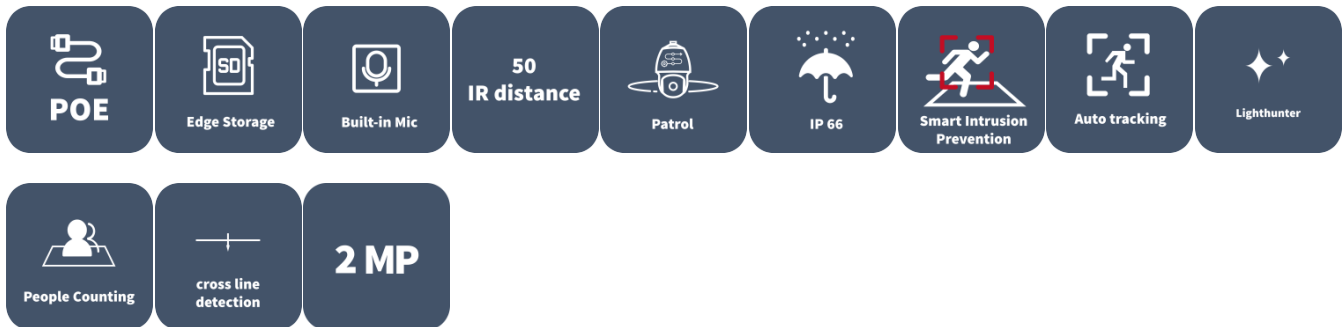 POE
SD
Edge Storage
Built-in Mic
50
IR distance
Patrol
IP 66
Smart Intrusion
Prevention
Auto tracking
Lighthunter
People Counting
cross line
detection
2 MP